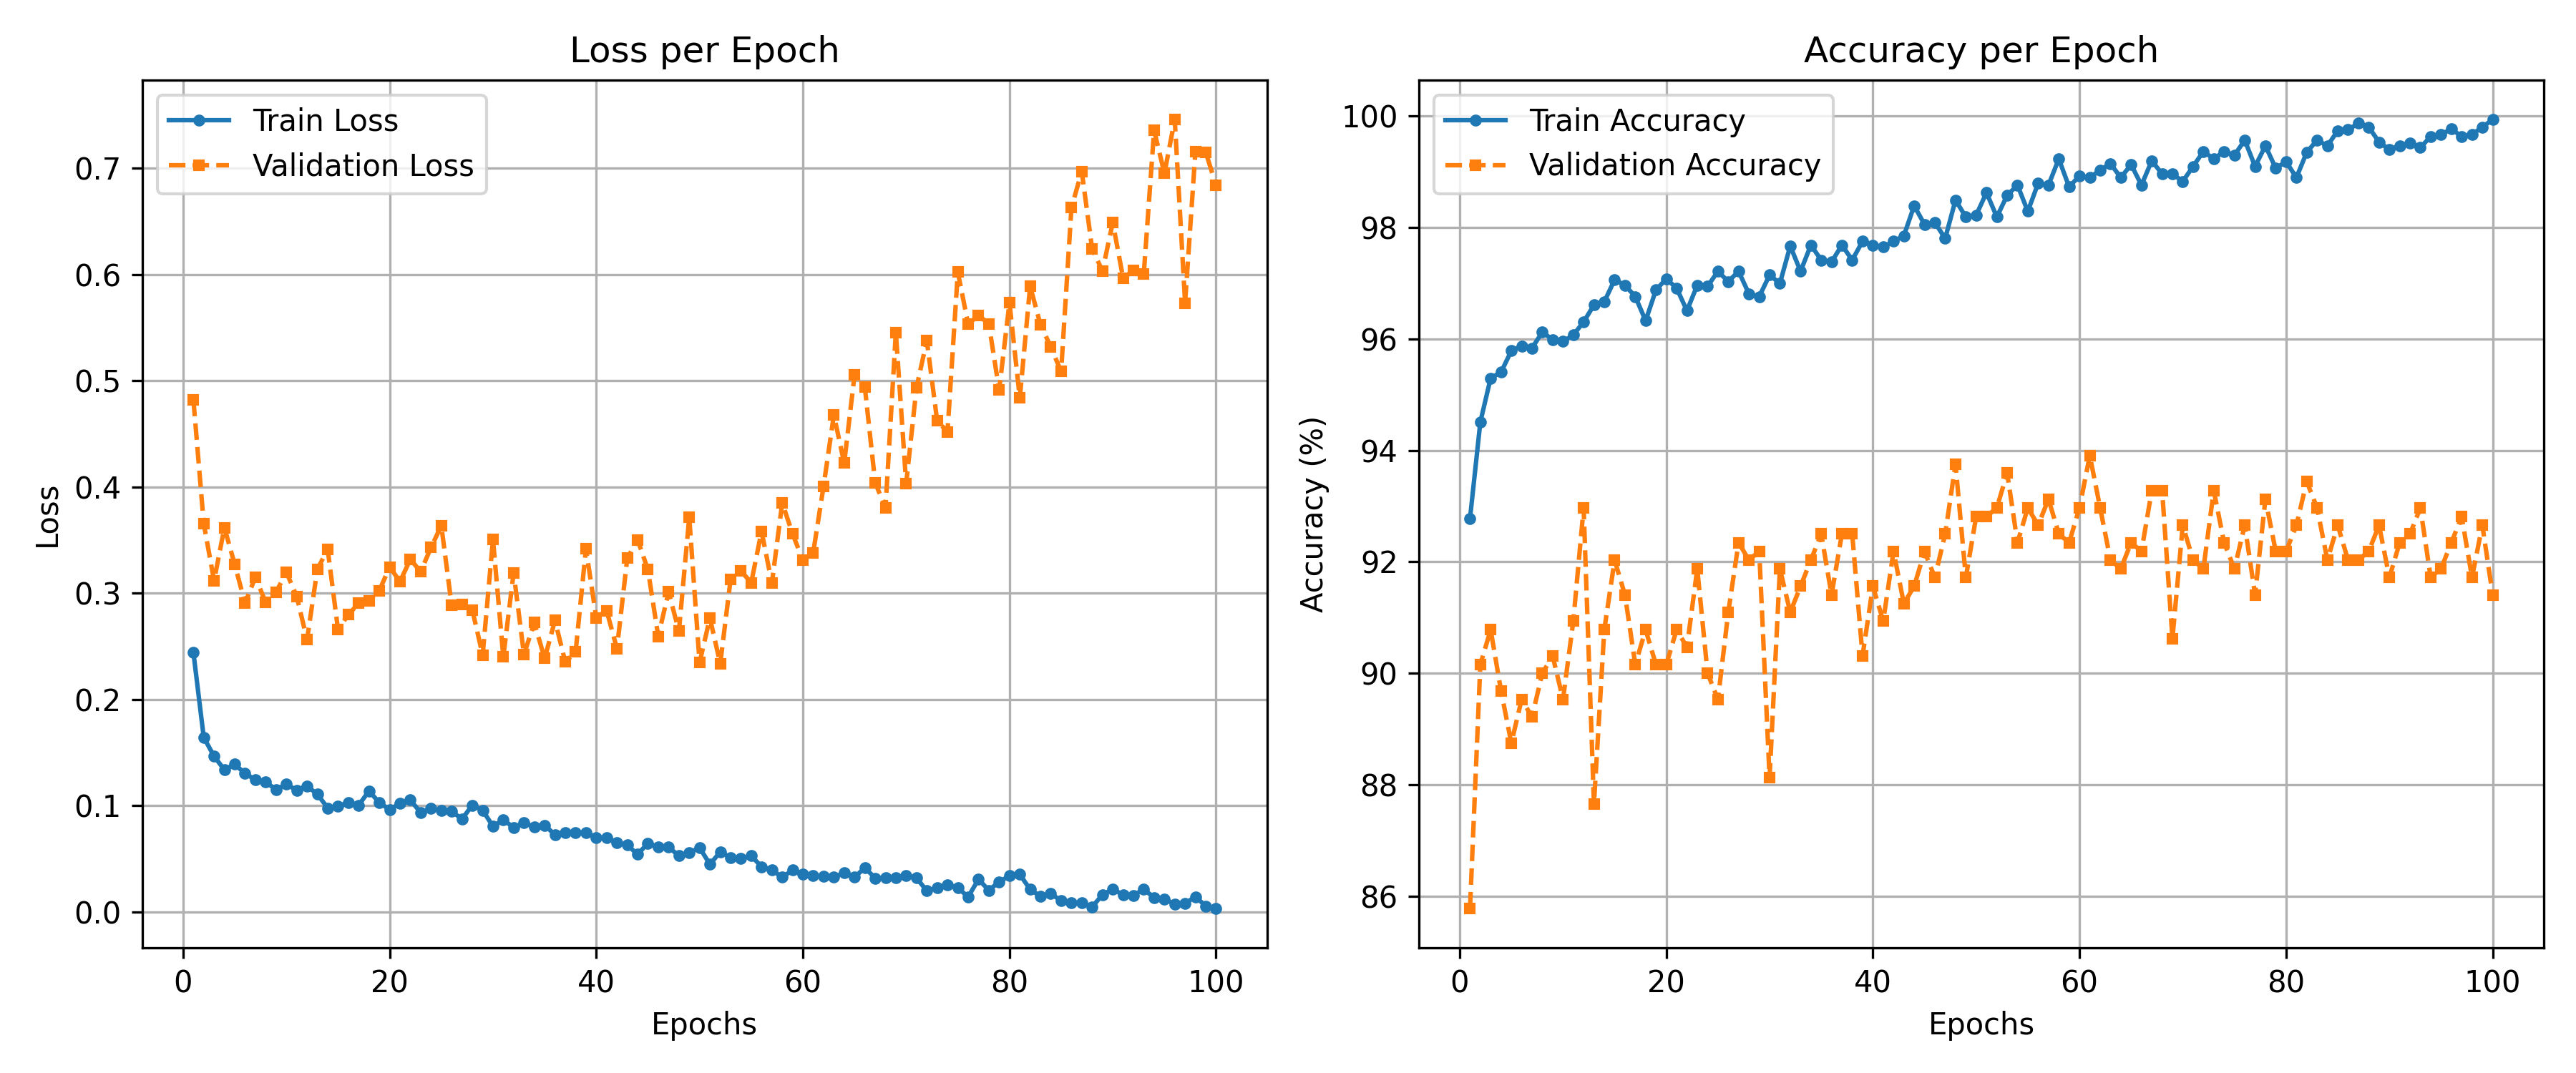 Loss per Epoch
Train Loss
Validation Loss
Loss
0.7
0.6
0.5
0.4
0.3
0.2
0.1
0.0
0 20 40 60 80 100
Epochs
Accuracy per Epoch
Train Accuracy
Validation Accuracy
Accuracy (%)
100
98
96
94
92
90
88
86
0 20 40 60 80 100
Epochs